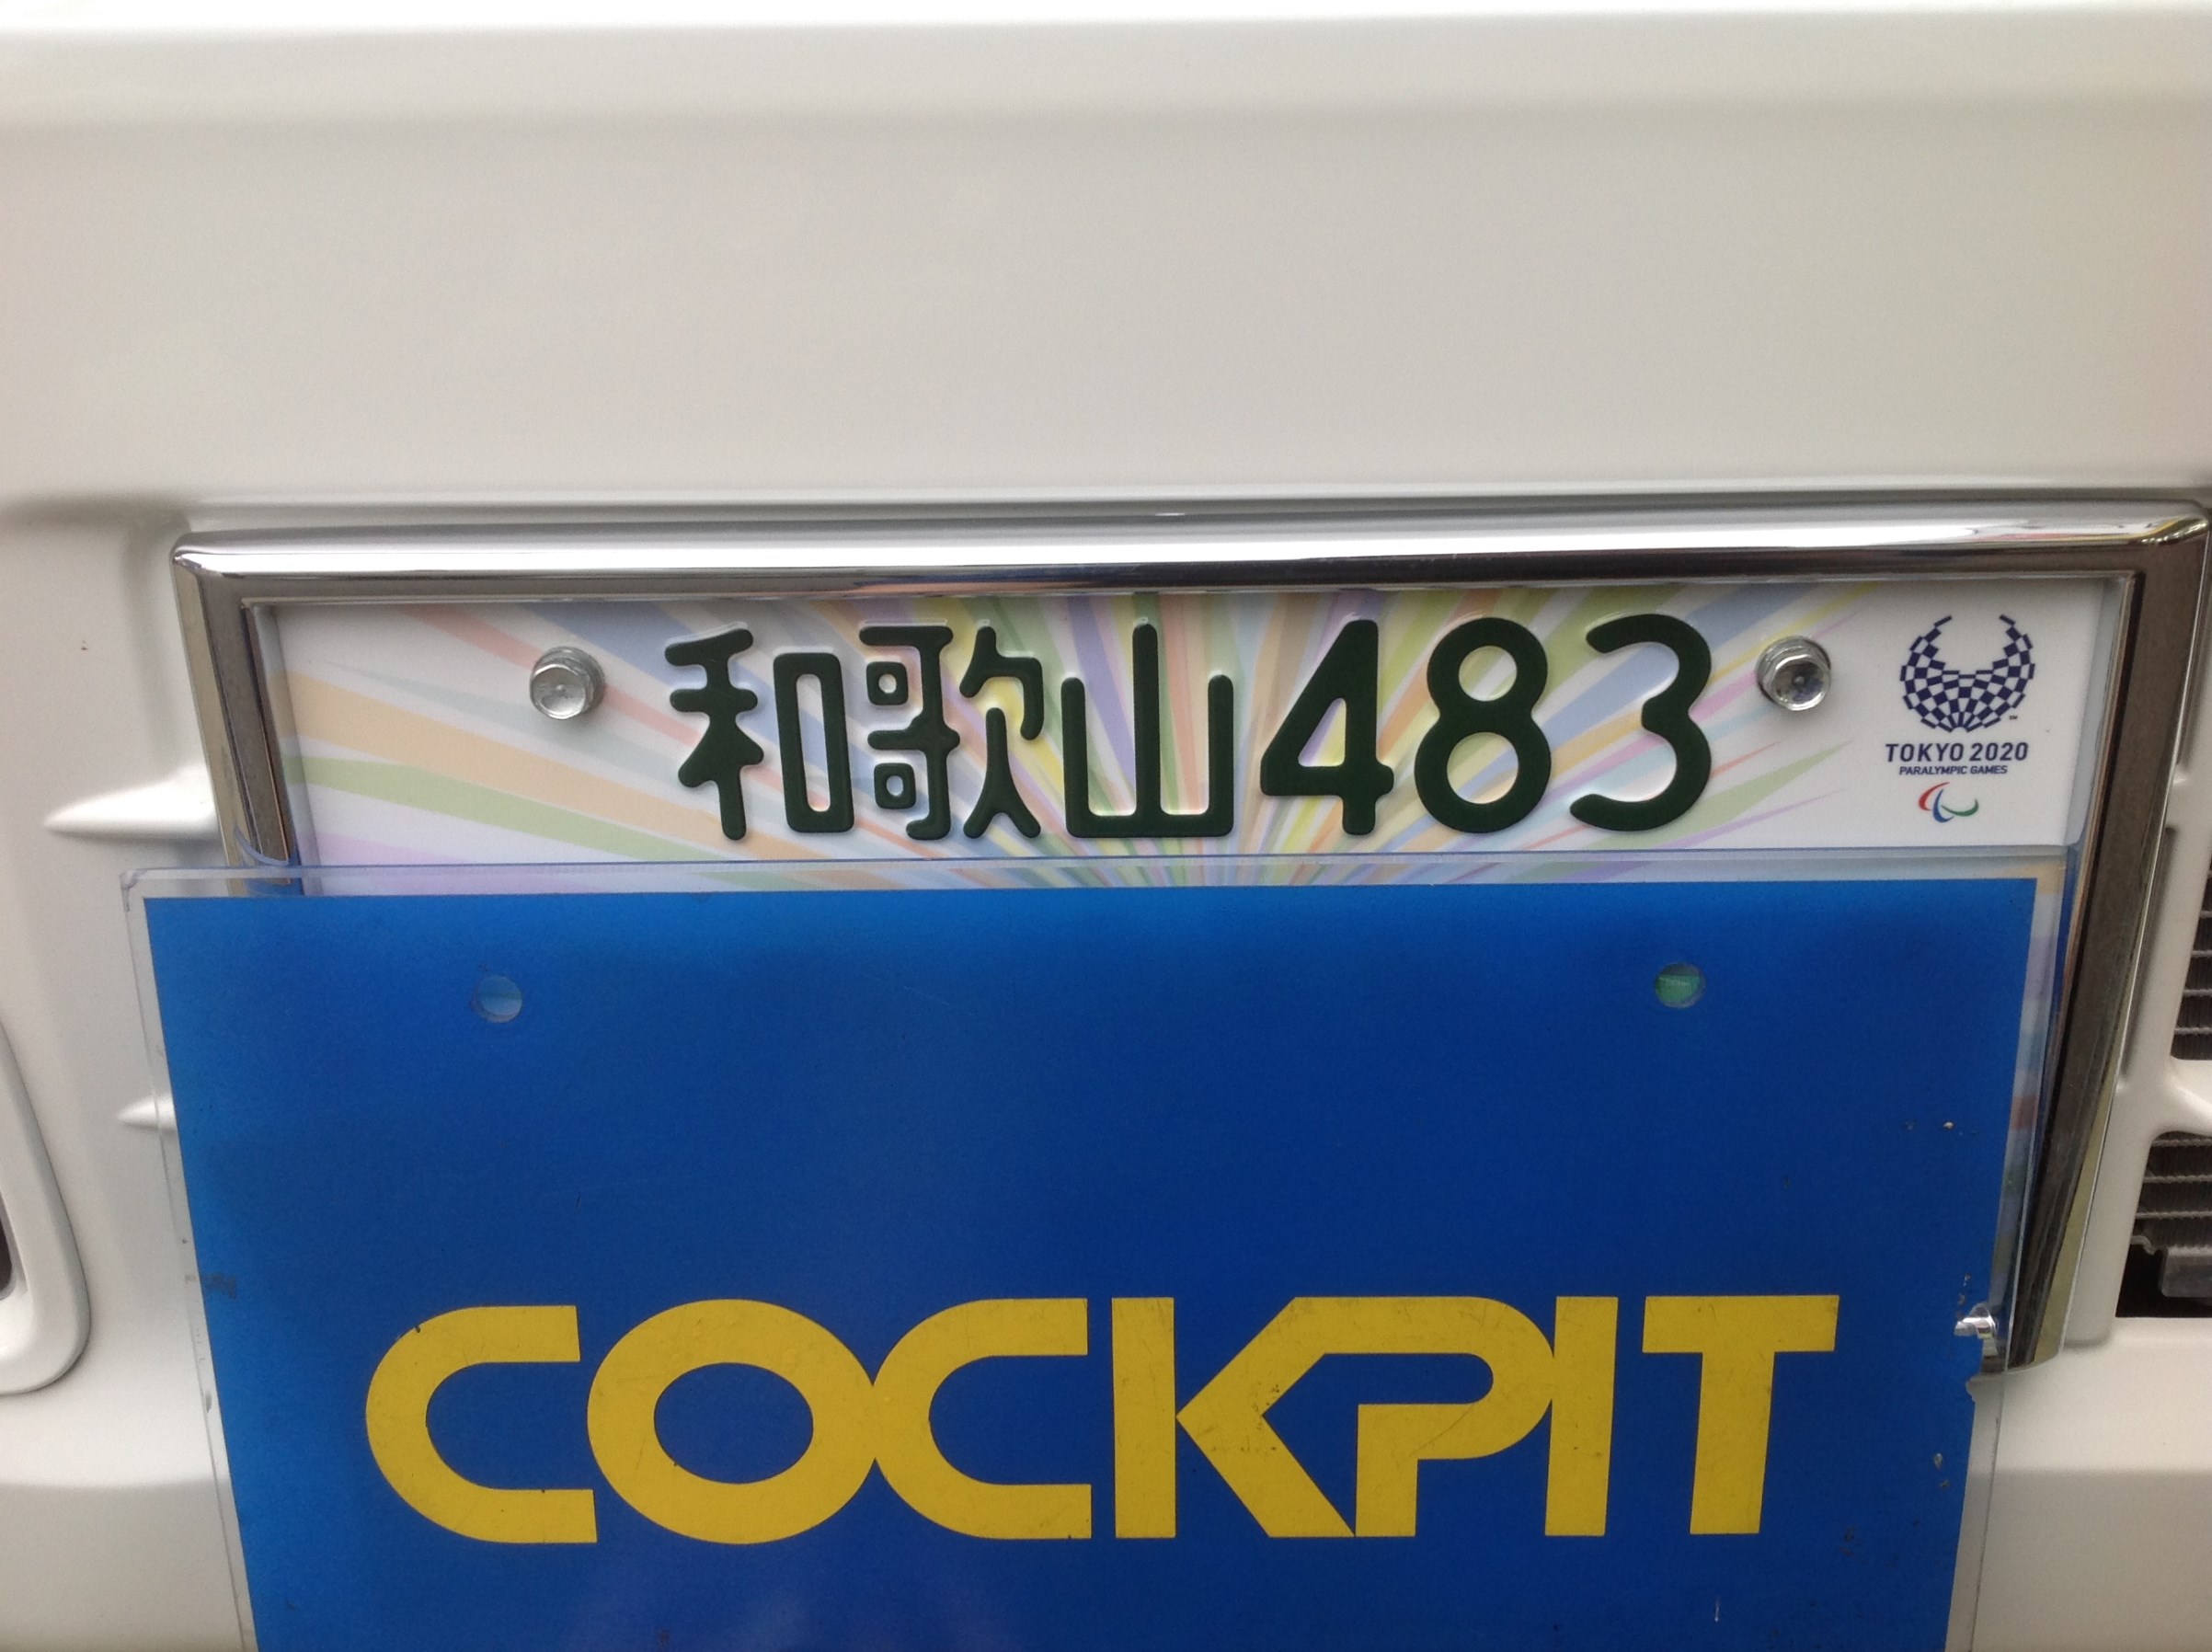 和歌山483
TOKYO 2020
PARALYMPIC GAMES
COCKPIT